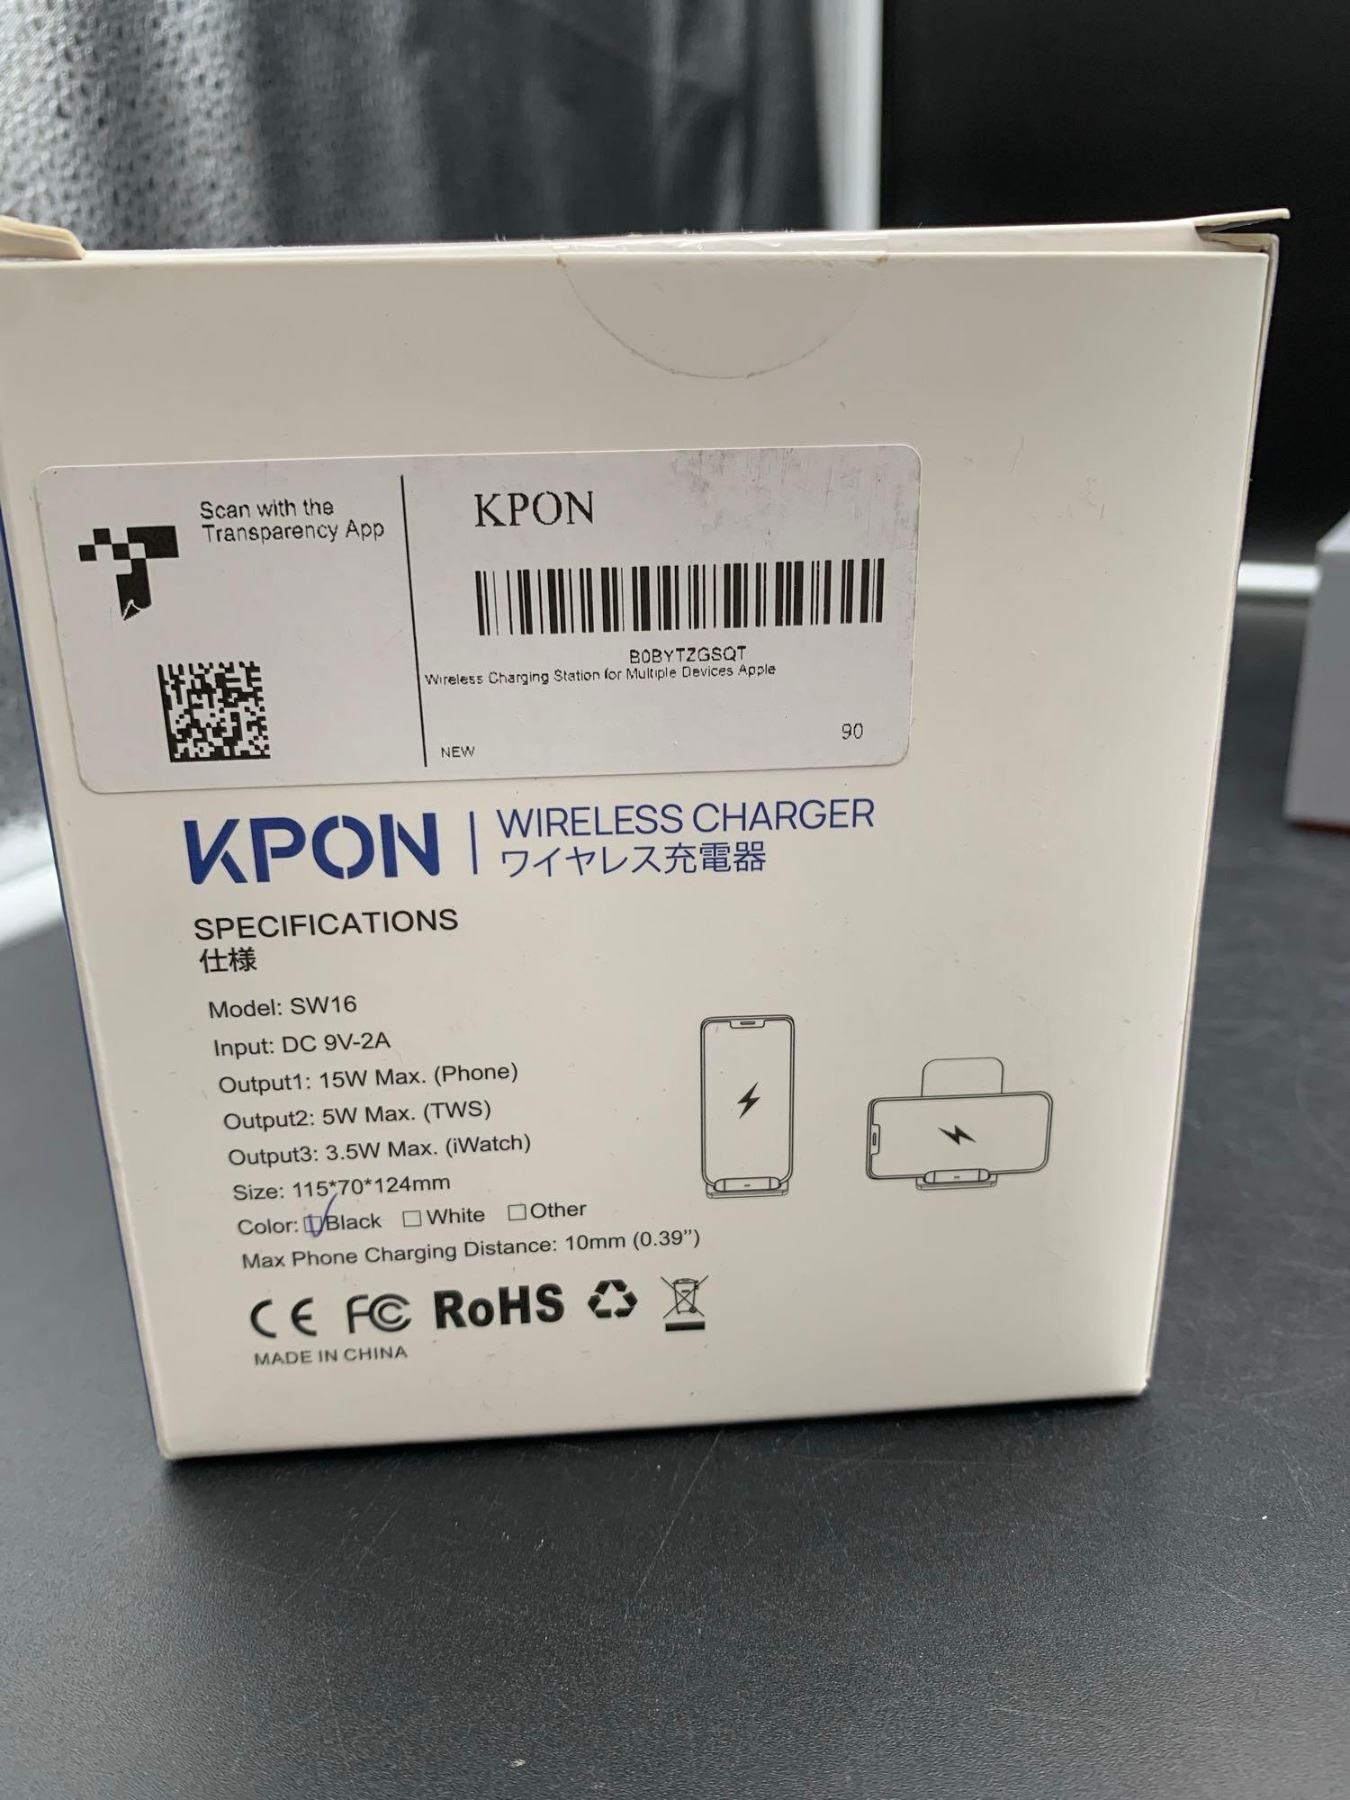 Scan with the
Transparency App
KPON
B0BYTZGSQT
Wireless Charging Station for Multiple Devices Apple
NEW
90
KPON | WIRELESS CHARGER
ワイヤレス充電器
SPECIFICATIONS
仕様
Model: SW16
Input: DC 9V-2A
Output1: 15W Max. (Phone)
Output2: 5W Max. (TWS)
Output3: 3.5W Max. (iWatch)
Size: 115*70*124mm
Color: ☑Black □White □Other
Max Phone Charging Distance: 10mm (0.39”)
CE FC RoHS
MADE IN CHINA